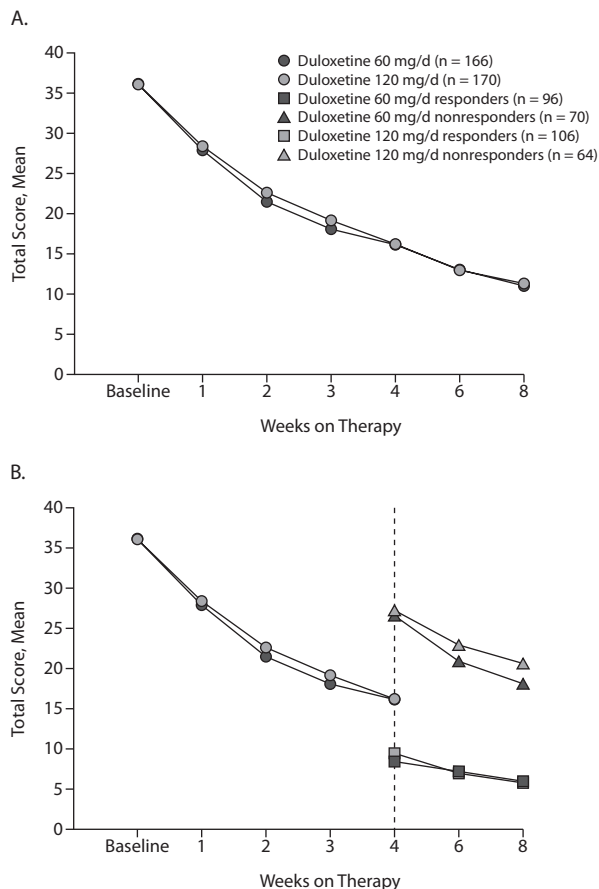 A.
Duloxetine 60 mg/d (n = 166)
Duloxetine 120 mg/d (n = 170)
Duloxetine 60 mg/d responders (n = 96)
Duloxetine 60 mg/d nonresponders (n = 70)
Duloxetine 120 mg/d responders (n = 106)
Duloxetine 120 mg/d nonresponders (n = 64)
Total Score, Mean
40
35
30
25
20
15
10
5
0
Baseline 1 2 3 4 6 8
Weeks on Therapy
B.
Total Score, Mean
40
35
30
25
20
15
10
5
0
Baseline 1 2 3 4 6 8
Weeks on Therapy